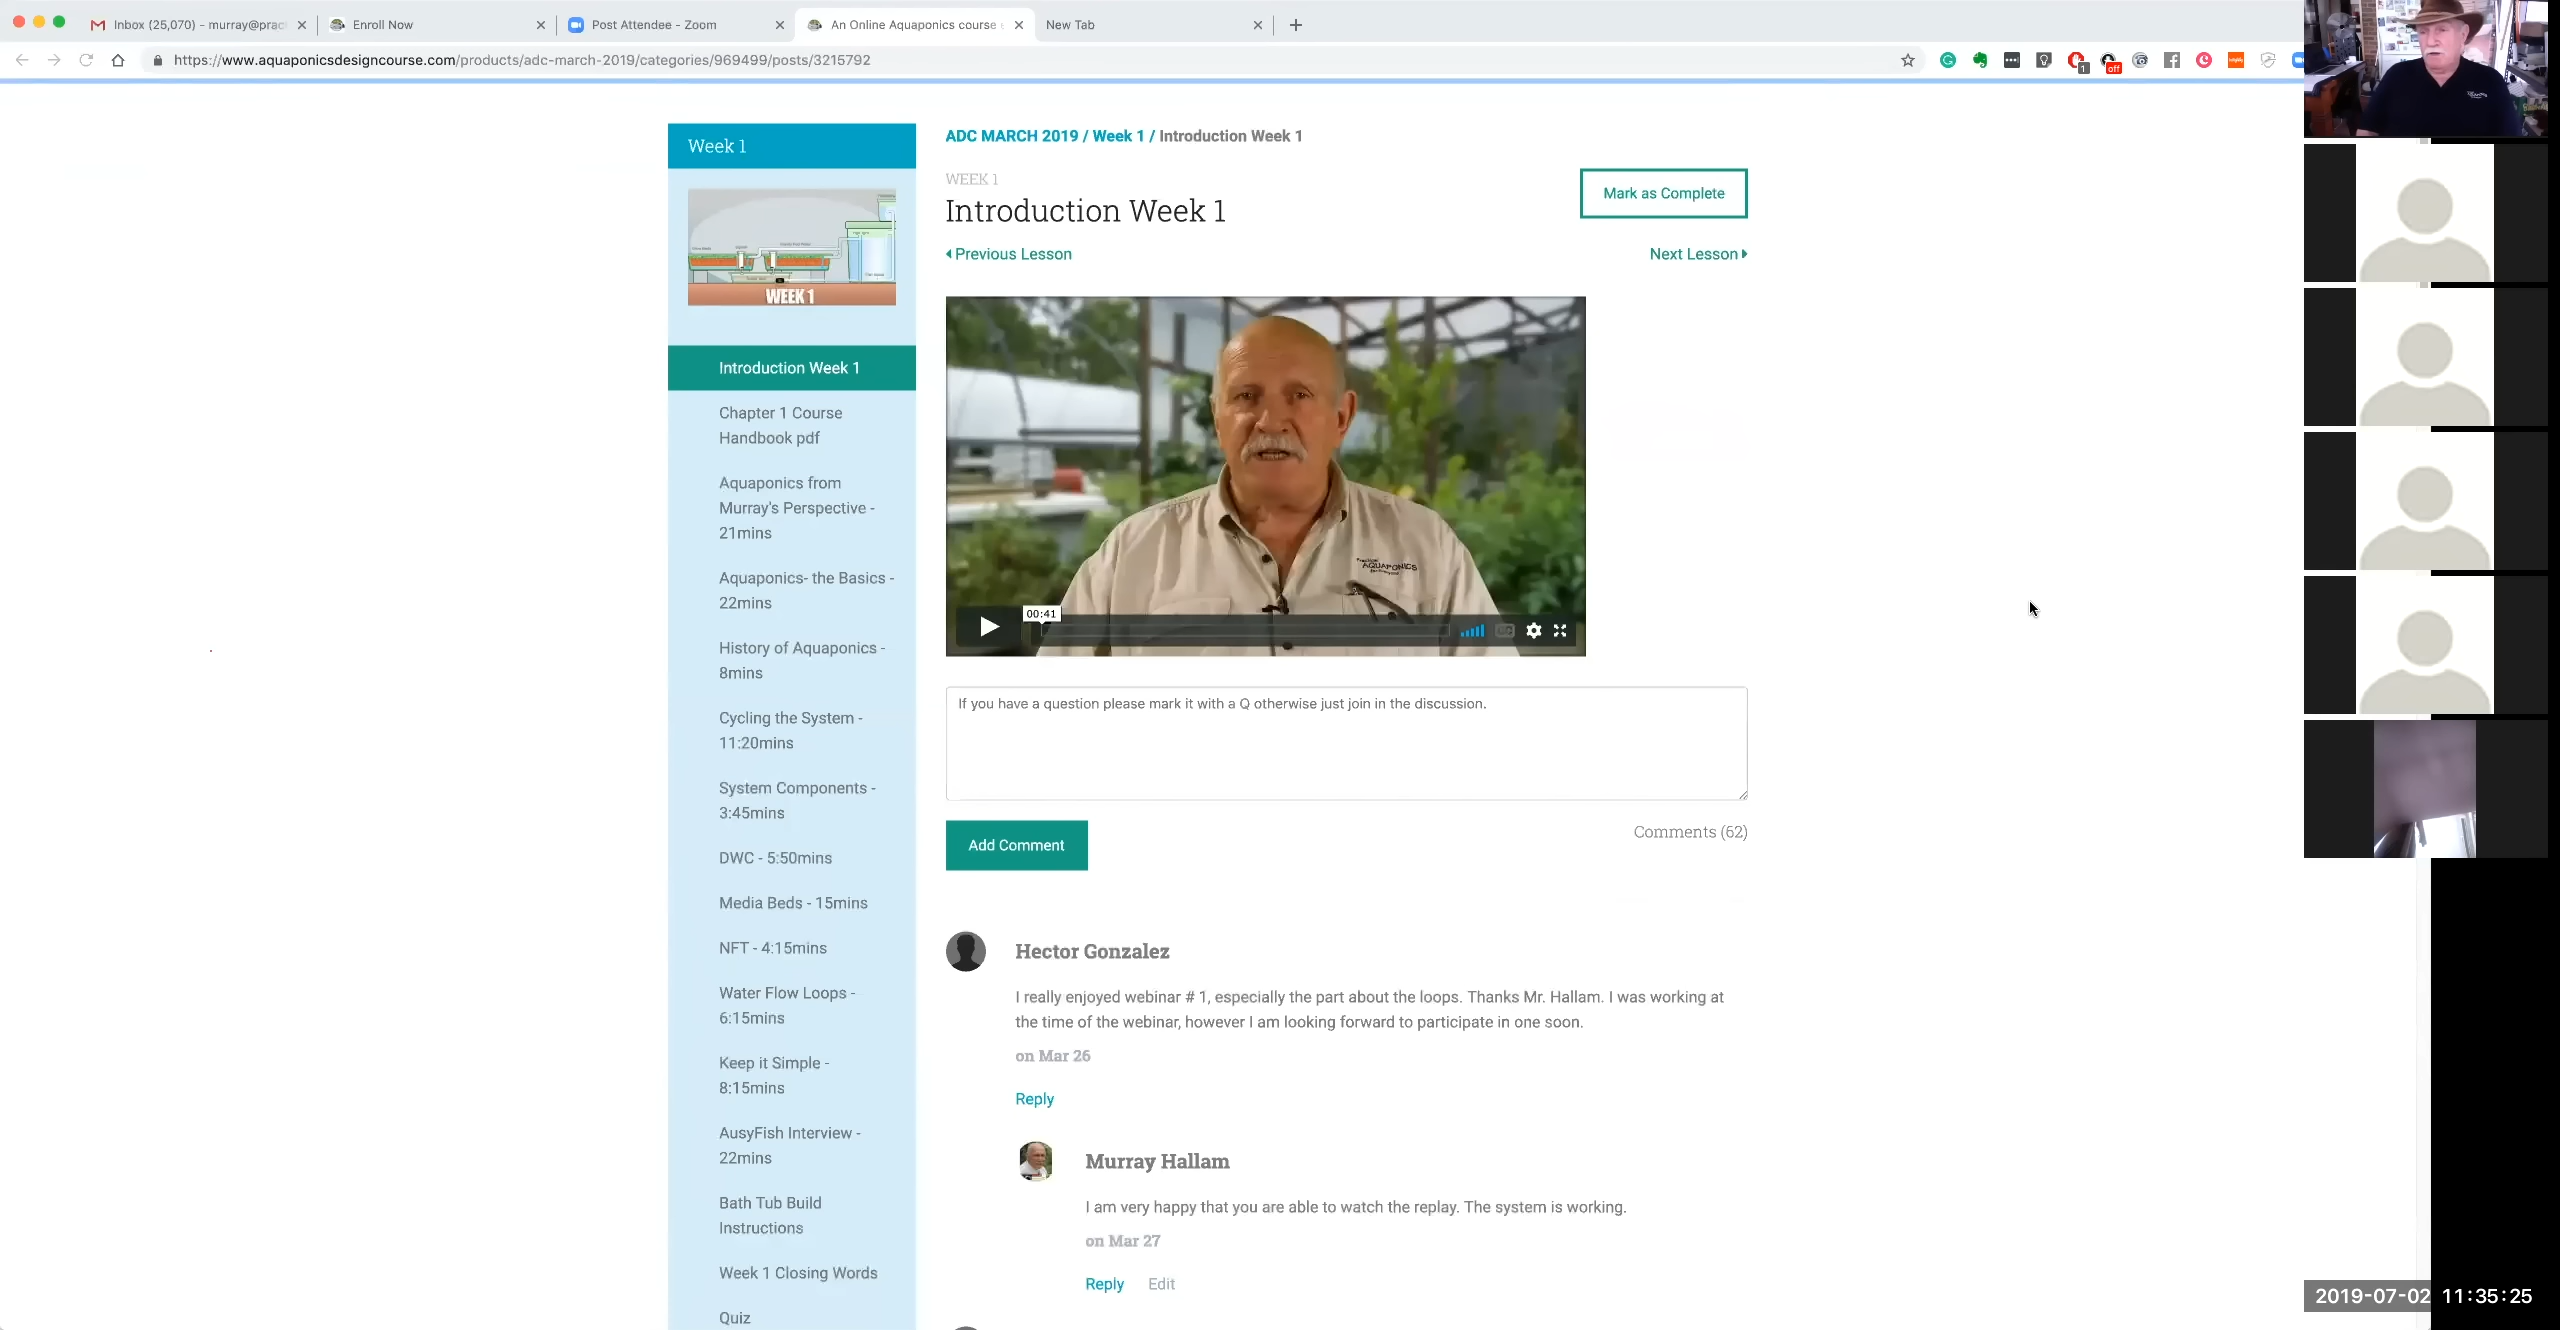 Inbox (25,070) - murray@prac
Enroll Now
Post Attendee - Zoom
An Online Aquaponics course
New Tab
https://www.aquaponicsdesigncourse.com/products/adc-march-2019/categories/969499/posts/3215792
1
off
Week 1
WEEK 1
Introduction Week 1
Chapter 1 Course
Handbook pdf
Aquaponics from
Murray's Perspective -
21mins
Aquaponics- the Basics -
22mins
History of Aquaponics -
8mins
Cycling the System -
11:20mins
System Components -
3:45mins
DWC - 5:50mins
Media Beds - 15mins
NFT - 4:15mins
Water Flow Loops -
6:15mins
Keep it Simple -
8:15mins
AusyFish Interview -
22mins
Bath Tub Build
Instructions
Week 1 Closing Words
Quiz
ADC MARCH 2019 / Week 1 / Introduction Week 1
WEEK 1
Introduction Week 1
Mark as Complete
Previous Lesson
Next Lesson
AQUAPONICS
00:41
If you have a question please mark it with a Q otherwise just join in the discussion.
Add Comment
Comments (62)
Hector Gonzalez
I really enjoyed webinar # 1, especially the part about the loops. Thanks Mr. Hallam. I was working at
the time of the webinar, however I am looking forward to participate in one soon.
on Mar 26
Reply
Murray Hallam
I am very happy that you are able to watch the replay. The system is working.
on Mar 27
Reply Edit
2019-07-02 11:35:25